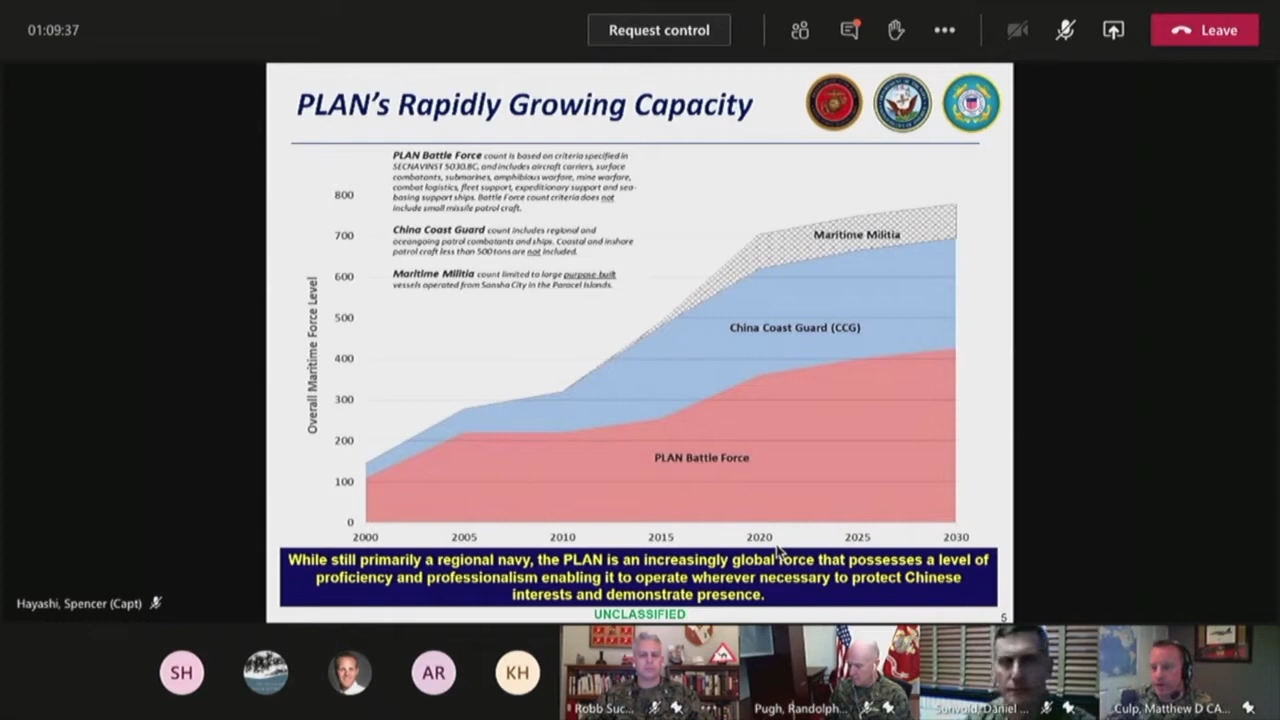 01:09:37
Request control
Leave
PLAN's Rapidly Growing Capacity
PLAN Battle Force count is based on criteria specified in
SECNAVINST 5030.8C, and includes aircraft carriers, surface
combatants, submarines, amphibious warfare, mine warfare,
combat logistics, fleet support, expeditionary support and sea-
basing support ships. Battle Force count criteria does not
include small missile patrol craft.
China Coast Guard count includes regional and
oceangoing patrol combatants and ships. Coastal and inshore
patrol craft less than 500 tons are not included.
Maritime Militia count limited to large purpose-built
vessels operated from Sansha City in the Paracel Islands.
Overall Maritime Force Level
800
700
600
500
400
300
200
100
0
Maritime Militia
China Coast Guard (CCG)
PLAN Battle Force
2000 2005 2010 2015 2020 2025 2030
While still primarily a regional navy, the PLAN is an increasingly global force that possesses a level of
proficiency and professionalism enabling it to operate wherever necessary to protect Chinese
interests and demonstrate presence.
UNCLASSIFIED
5
Hayashi, Spencer (Capt)
SH
AR
KH
Robb Suc...
Pugh, Randolph...
Daniel ...
Culp, Matthew D CA...